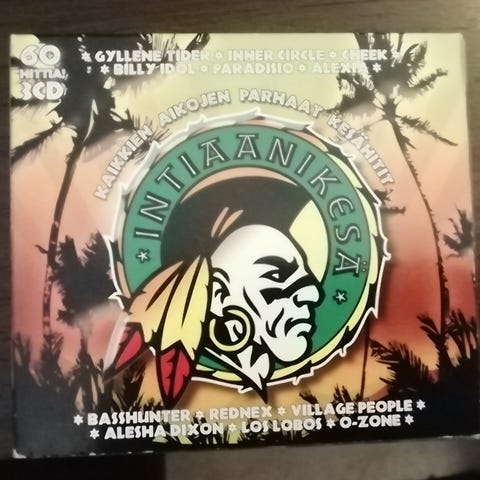 60
HITTIÄ!
3CD
* GYLLENE TIDER * INNER CIRCLE * CHEEK *
* BILLY IDOL * PARADISIO * ALEXIA *
KAIKKIEN AIKOJEN PARHAAT KESÄHITIT
* INTIAANIKESÄ *
* BASSHUNTER * REDNEX * VILLAGE PEOPLE *
* ALESHA DIXON * LOS LOBOS * O-ZONE *